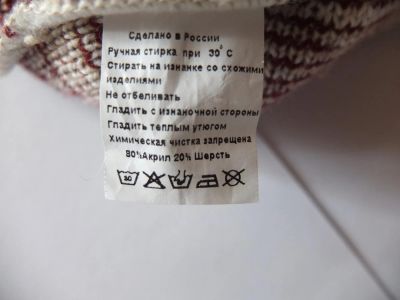 Сделано в России
Ручная стирка при 30°С
Стирать на изнанке со схожими
изделиями
Не отбеливать
Гладить с изнаночной стороны
Гладить теплым утюгом
Химическая чистка запрещена
80%Акрил 20% Шерсть
30